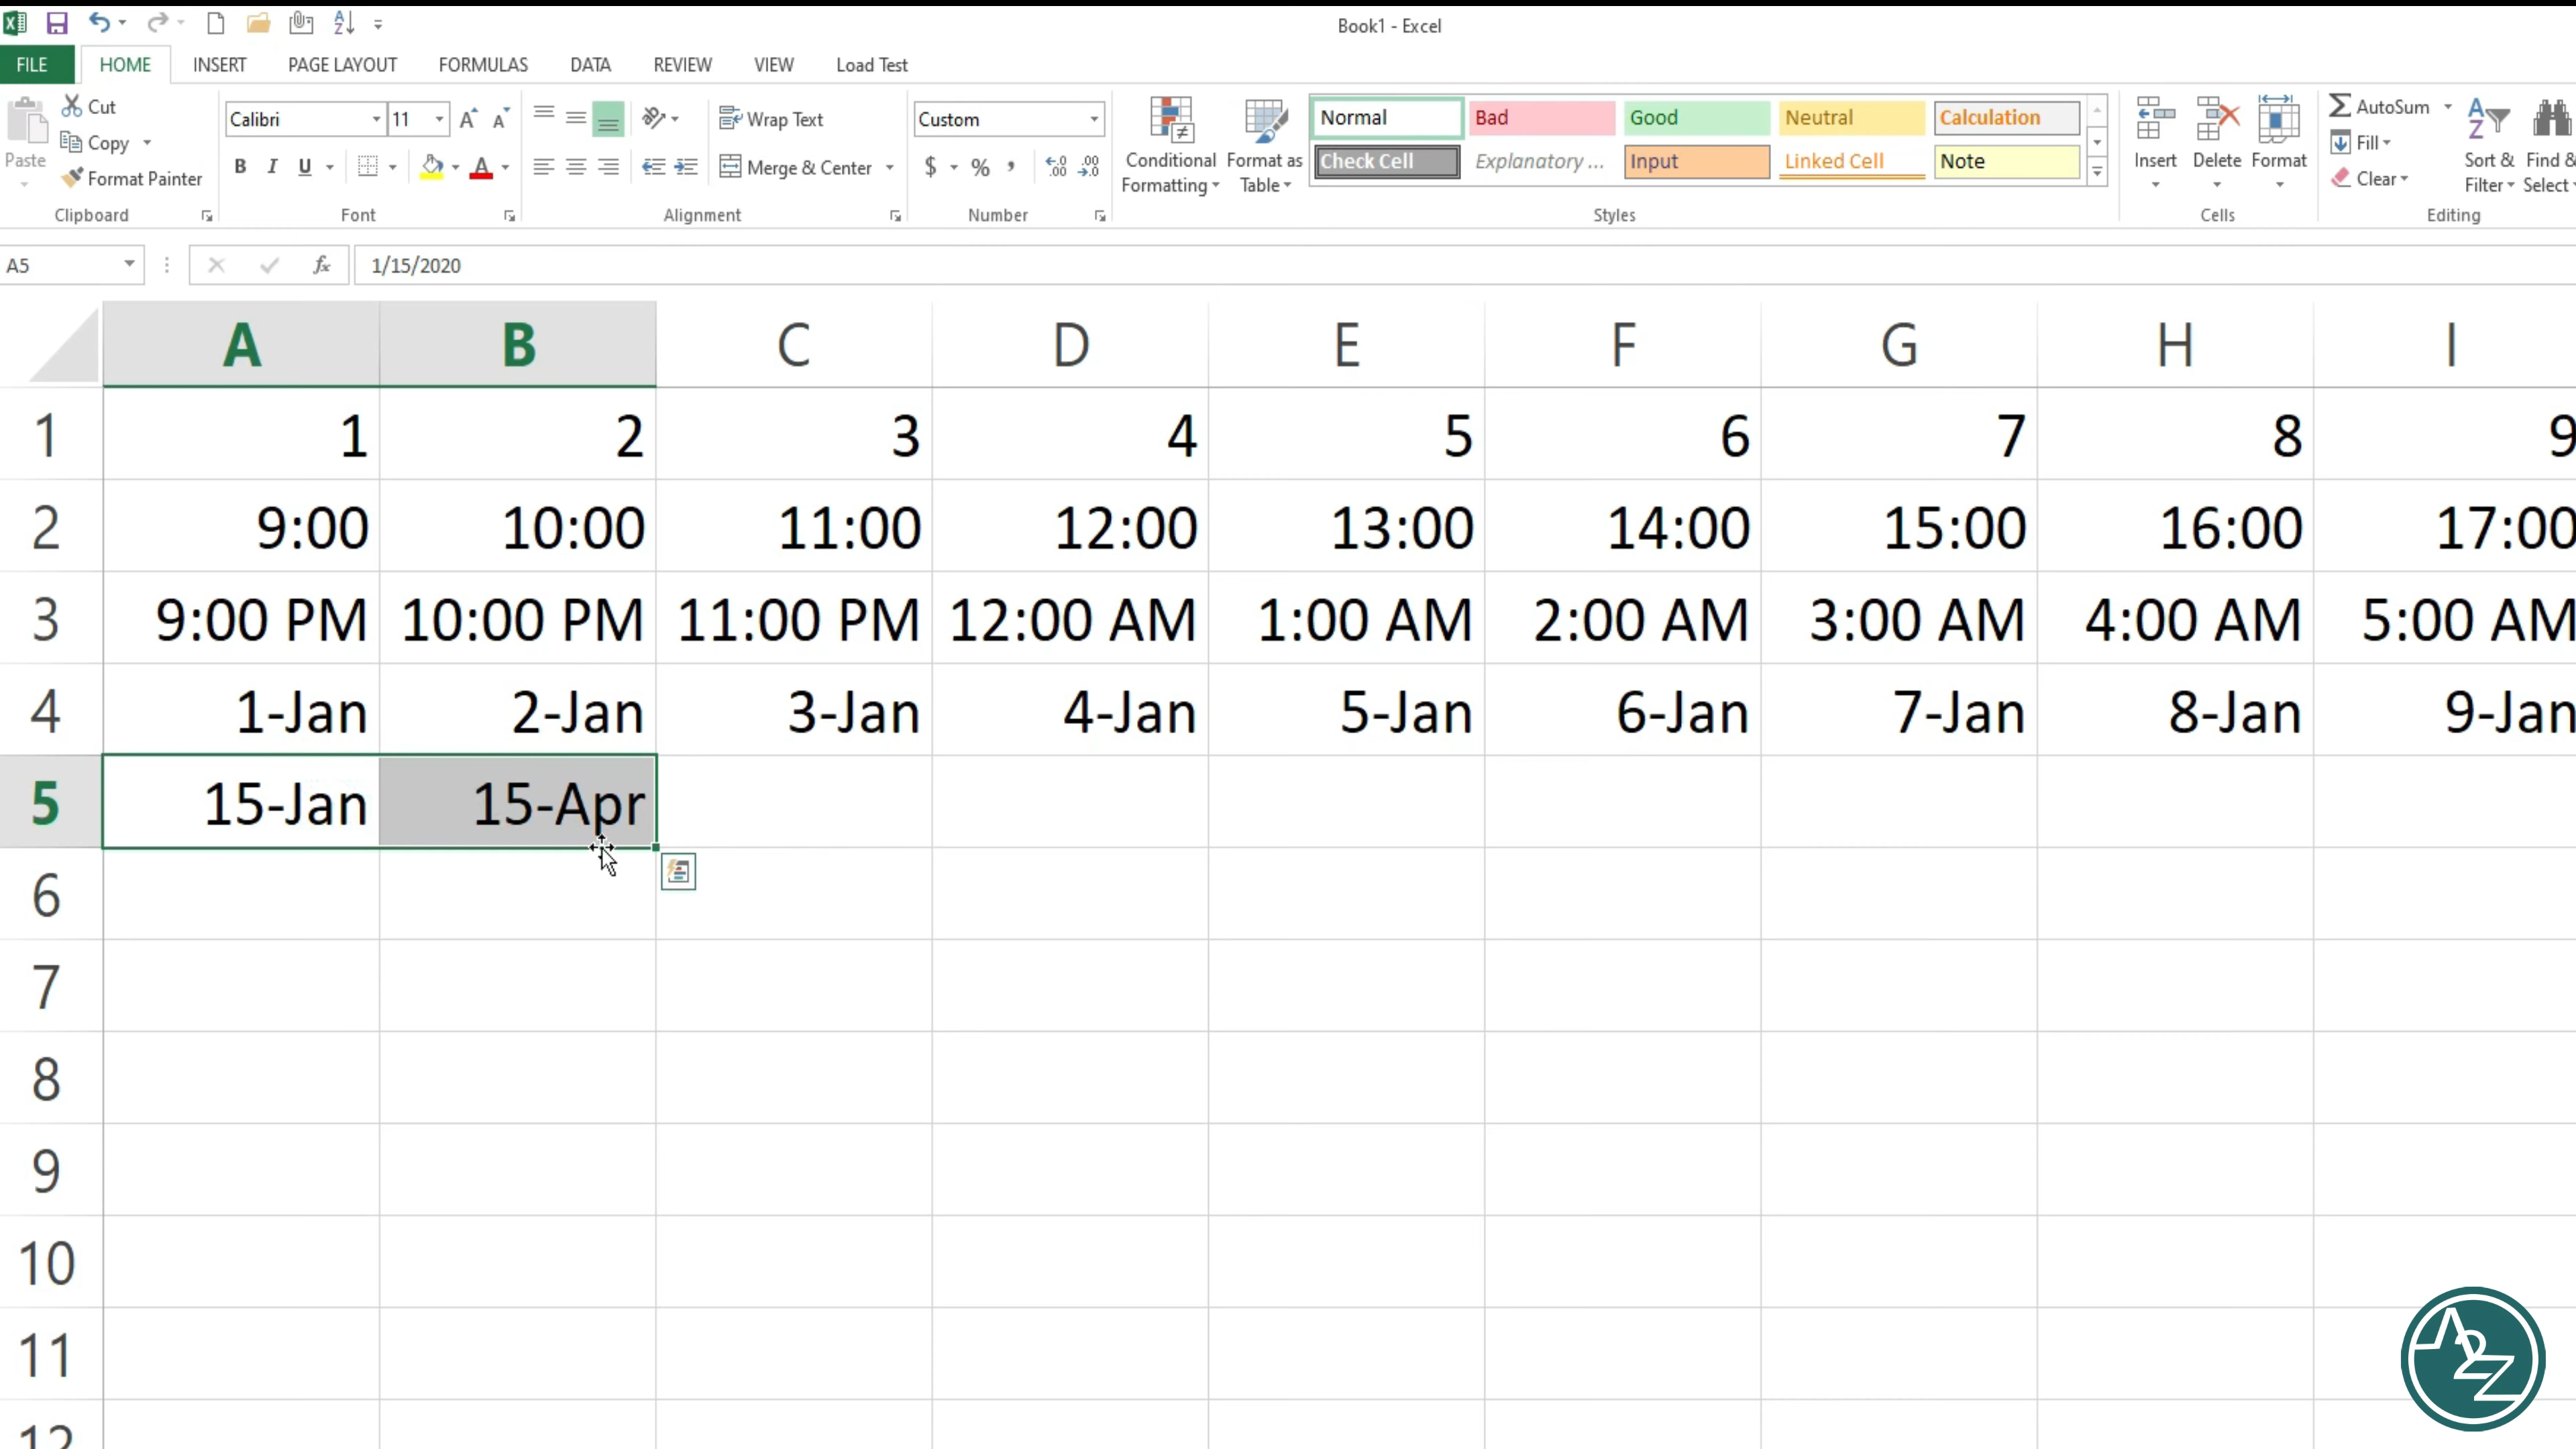 Book1 - Excel
FILE HOME INSERT PAGE LAYOUT FORMULAS DATA REVIEW VIEW Load Test
Paste
Cut
Copy
Format Painter
Clipboard
Calibri 11
B I U
Font
Wrap Text
Merge & Center
Alignment
Custom
$ % ,
Number
Conditional Formatting
Format as Table
Normal Bad Good Neutral Calculation
Check Cell Explanatory ... Input Linked Cell Note
Styles
Insert Delete Format
Cells
AutoSum
Fill
Clear
Sort & Filter
Find & Select
Editing
A5 fx 1/15/2020
A B C D E F G H I
1 1 2 3 4 5 6 7 8 9
2 9:00 10:00 11:00 12:00 13:00 14:00 15:00 16:00 17:00
3 9:00 PM 10:00 PM 11:00 PM 12:00 AM 1:00 AM 2:00 AM 3:00 AM 4:00 AM 5:00 AM
4 1-Jan 2-Jan 3-Jan 4-Jan 5-Jan 6-Jan 7-Jan 8-Jan 9-Jan
5 15-Jan 15-Apr
6
7
8
9
10
11
12
A2Z